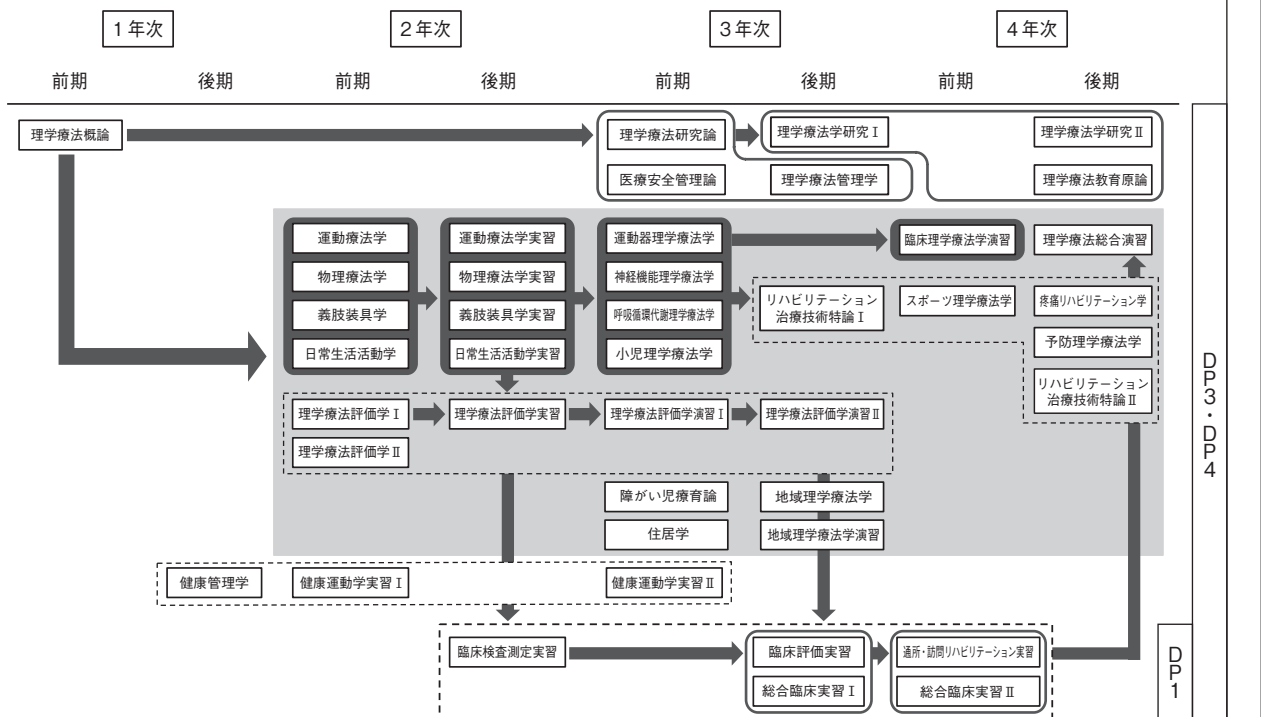 1年次
2年次
3年次
4年次
前期
後期
前期
後期
前期
後期
前期
後期
理学療法概論
理学療法研究論
理学療法学研究Ⅰ
理学療法学研究Ⅱ
医療安全管理論
理学療法管理学
理学療法教育原論
運動療法学
運動療法学実習
運動器理学療法学
臨床理学療法学演習
理学療法総合演習
物理療法学
物理療法学実習
神経機能理学療法学
リハビリテーション
治療技術特論Ⅰ
スポーツ理学療法学
疼痛リハビリテーション学
義肢装具学
義肢装具学実習
呼吸循環代謝理学療法学
予防理学療法学
日常生活活動学
日常生活活動学実習
小児理学療法学
リハビリテーション
治療技術特論Ⅱ
理学療法評価学Ⅰ
理学療法評価学実習
理学療法評価学演習Ⅰ
理学療法評価学演習Ⅱ
理学療法評価学Ⅱ
障がい児療育論
地域理学療法学
住居学
地域理学療法学演習
健康管理学
健康運動学実習Ⅰ
健康運動学実習Ⅱ
臨床検査測定実習
臨床評価実習
通所・訪問リハビリテーション実習
総合臨床実習Ⅰ
総合臨床実習Ⅱ
DP3・DP4
DP1